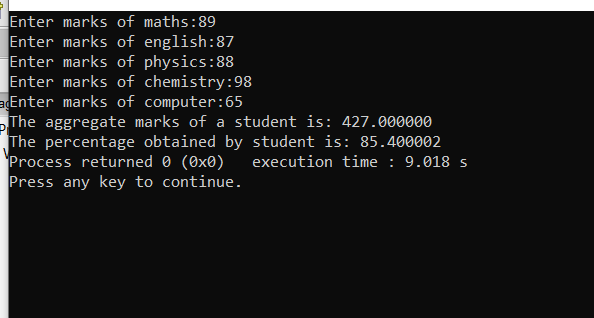 Enter marks of maths:89
Enter marks of english:87
Enter marks of physics:88
Enter marks of chemistry:98
Enter marks of computer:65
The aggregate marks of a student is: 427.000000
The percentage obtained by student is: 85.400002
Process returned 0 (0x0)   execution time : 9.018 s
Press any key to continue.